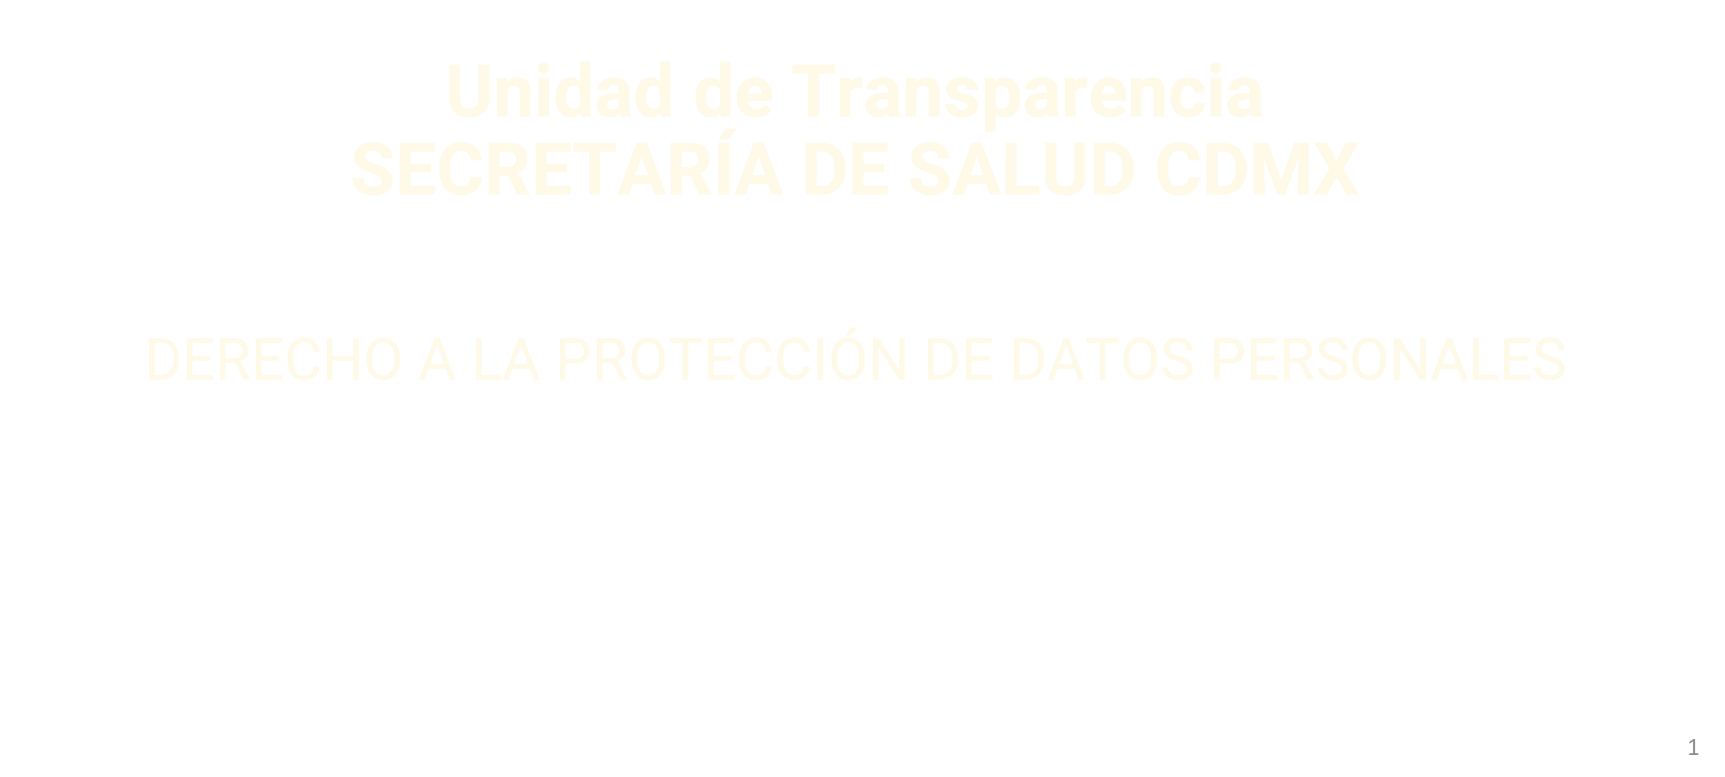 Unidad de Transparencia
SECRETARÍA DE SALUD CDMX
DERECHO A LA PROTECCIÓN DE DATOS PERSONALES
1